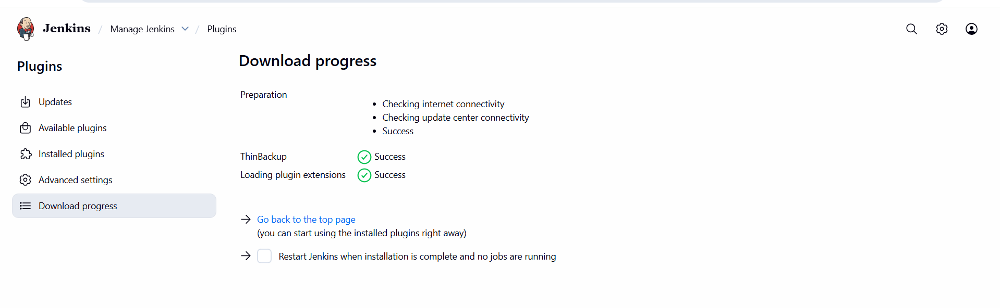 Jenkins / Manage Jenkins / Plugins
Plugins
Updates
Available plugins
Installed plugins
Advanced settings
Download progress
Download progress
Preparation
• Checking internet connectivity
• Checking update center connectivity
• Success
ThinBackup Success
Loading plugin extensions Success
→ Go back to the top page
(you can start using the installed plugins right away)
→ Restart Jenkins when installation is complete and no jobs are running